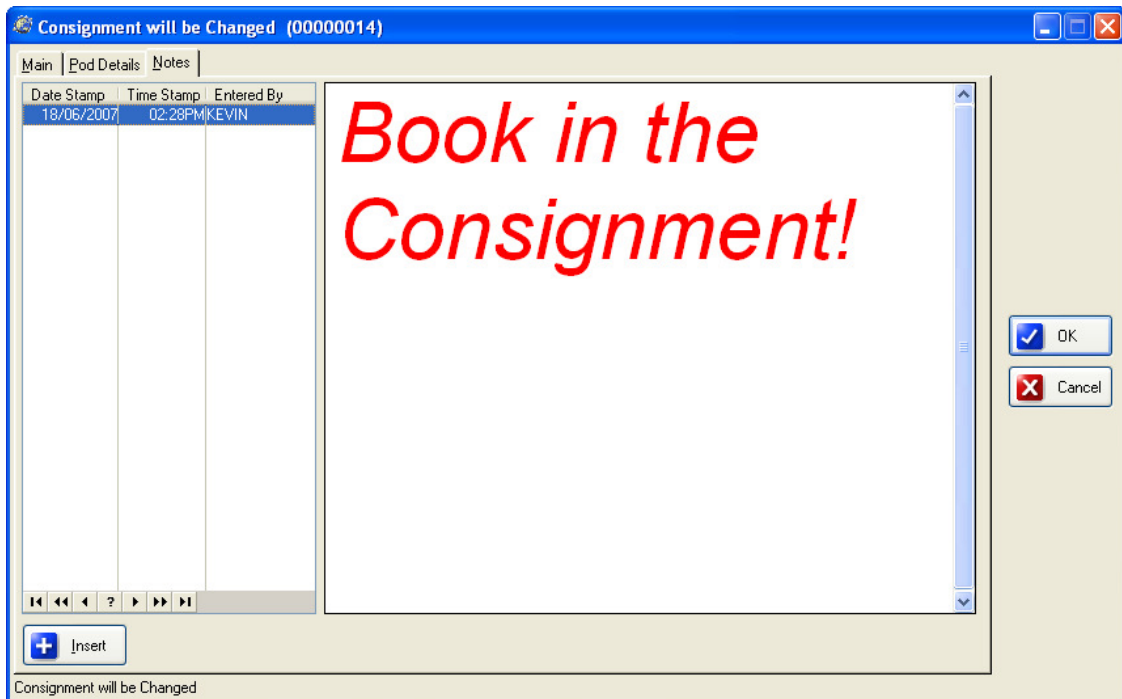 Consignment will be Changed (00000014)
Main Pod Details Notes
Date Stamp Time Stamp Entered By
18/06/2007 02:28PM KEVIN
Book in the
Consignment!
OK
Cancel
?
Insert
Consignment will be Changed